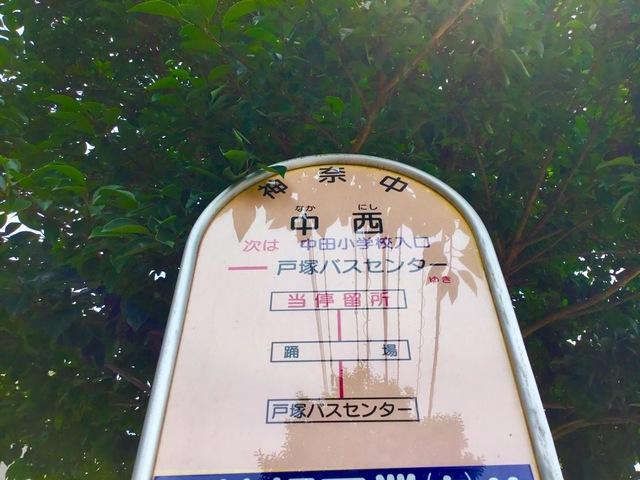 神奈中
なか にし
中西
次は 中田小学校入口
戸塚バスセンター
ゆき
当停留所
踊場
戸塚バスセンター